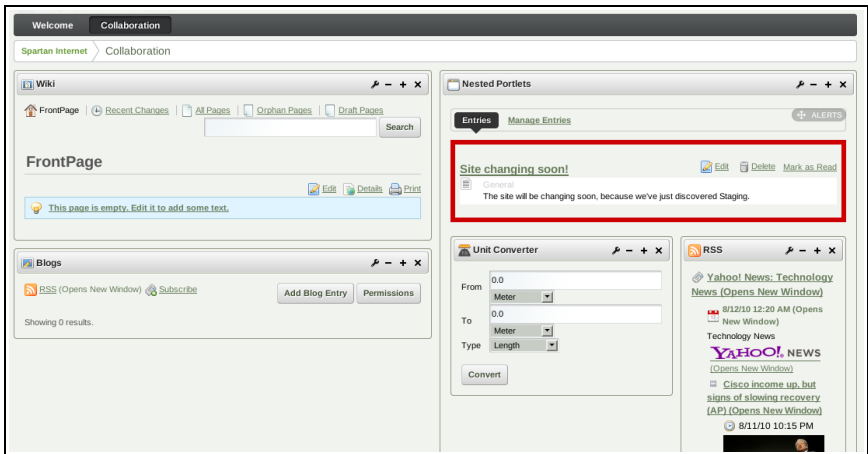 Welcome Collaboration
Spartan Internet Collaboration
Wiki
FrontPage Recent Changes All Pages Orphan Pages Draft Pages
Search
FrontPage
Edit Details Print
This page is empty. Edit it to add some text.
Blogs
RSS (Opens New Window) Subscribe
Add Blog Entry Permissions
Showing 0 results.
Nested Portlets
ALERTS
Entries Manage Entries
Site changing soon! Edit Delete Mark as Read
General
The site will be changing soon, because we've just discovered Staging.
Unit Converter
From 0.0
Meter
To 0.0
Meter
Type Length
Convert
RSS
Yahoo! News: Technology
News (Opens New Window)
8/12/10 12:20 AM (Opens
New Window)
Technology News
YAHOO! NEWS
(Opens New Window)
Cisco income up, but
signs of slowing recovery
(AP) (Opens New Window)
8/11/10 10:15 PM